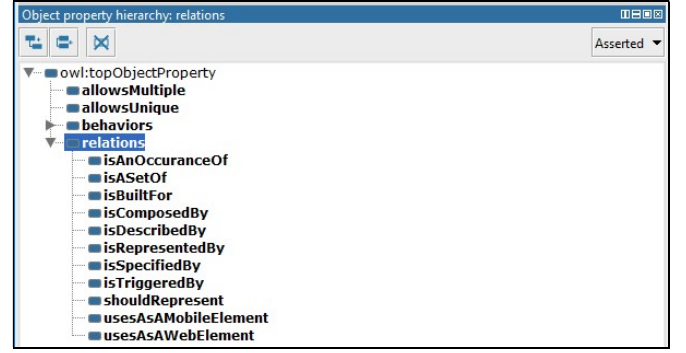 Object property hierarchy: relations
Asserted
owl:topObjectProperty
allowsMultiple
allowsUnique
behaviors
relations
isAnOccuranceOf
isASetOf
isBuiltFor
isComposedBy
isDescribedBy
isRepresentedBy
isSpecifiedBy
isTriggeredBy
shouldRepresent
usesAsAMobileElement
usesAsAWebElement